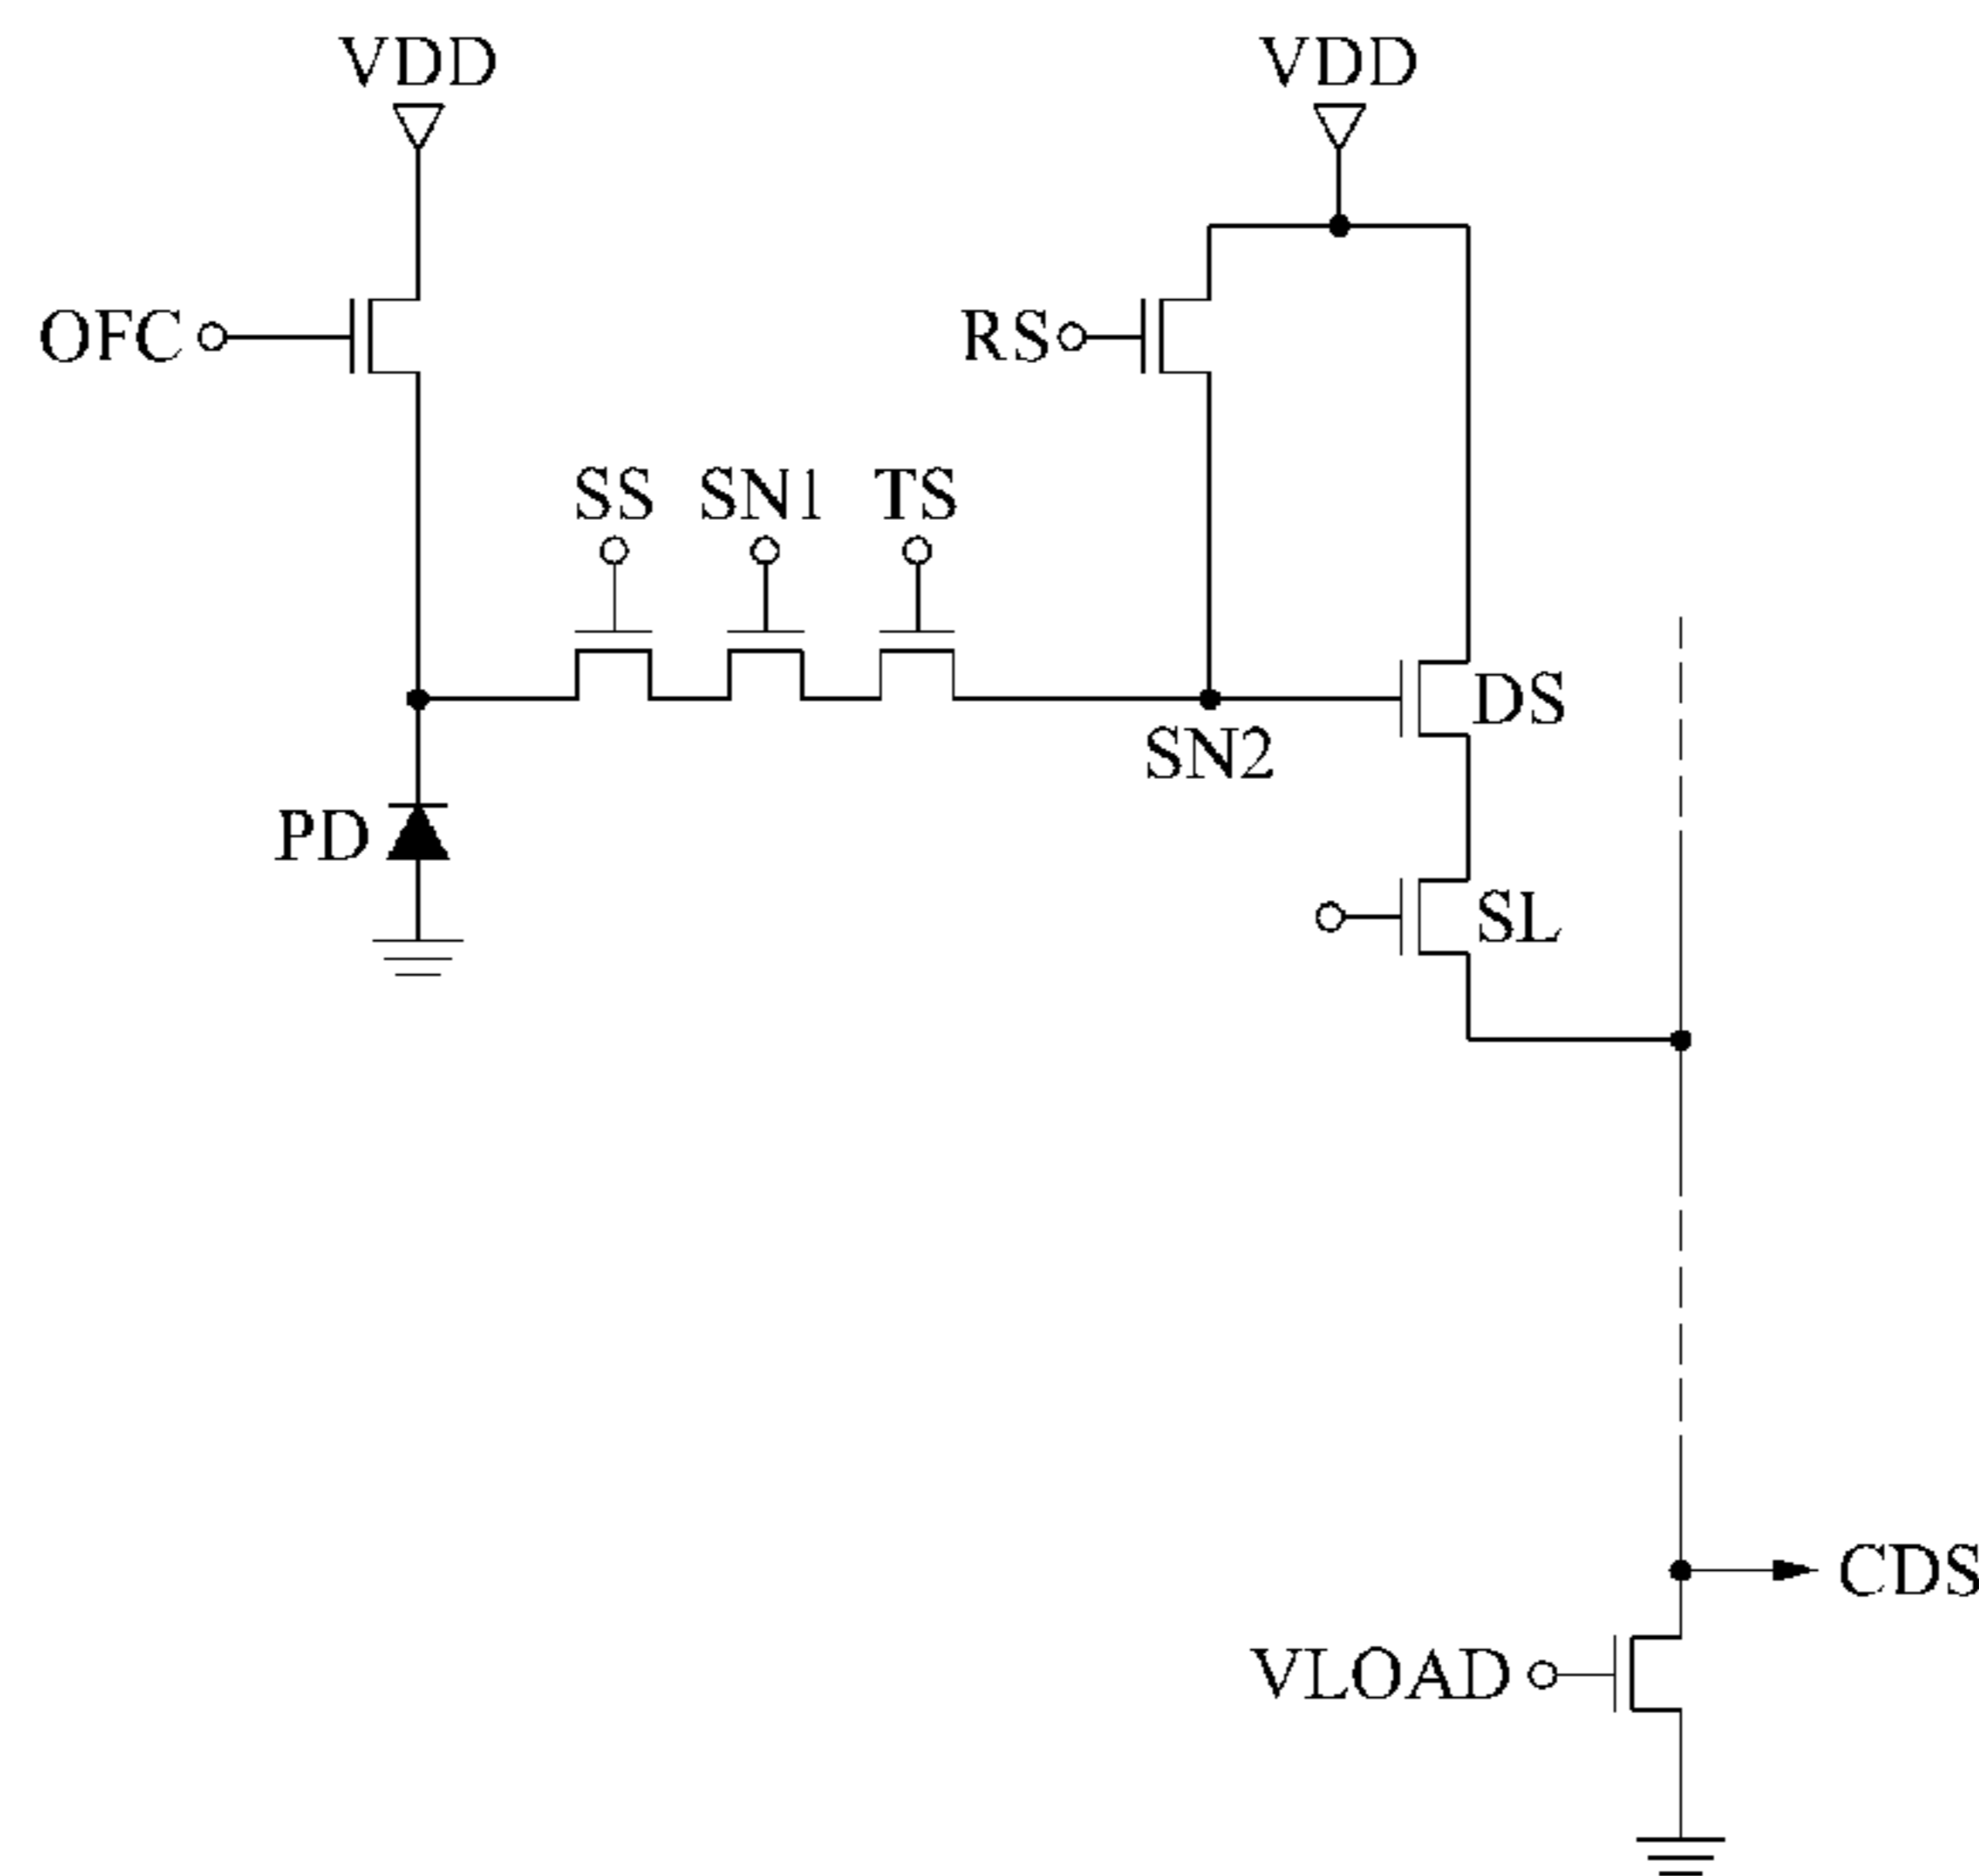 VDD
VDD
OFC
RS
SS
SN1
TS
DS
SN2
PD
SL
CDS
VLOAD